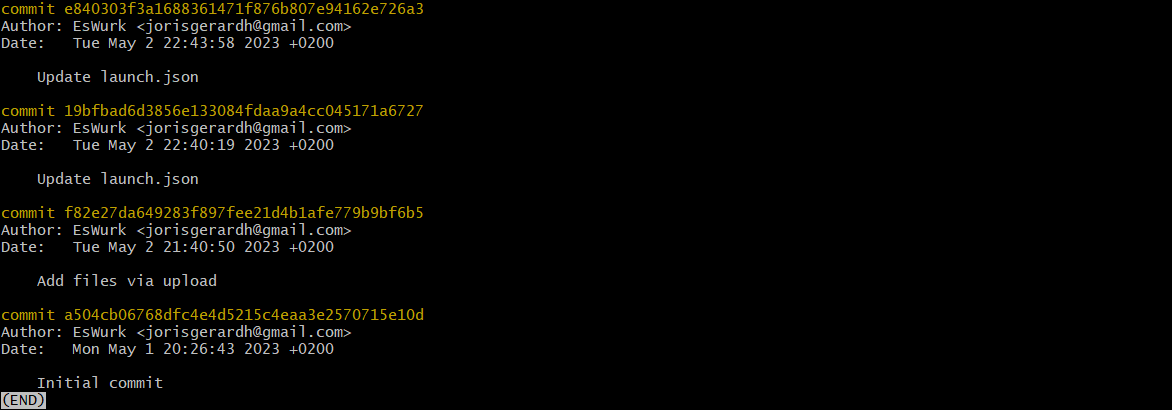 commit e840303f3a1688361471f876b807e94162e726a3
Author: EsWurk <jorisgerardh@gmail.com>
Date:   Tue May 2 22:43:58 2023 +0200
Update launch.json
commit 19bfbad6d3856e133084fdaa9a4cc045171a6727
Author: EsWurk <jorisgerardh@gmail.com>
Date:   Tue May 2 22:40:19 2023 +0200
Update launch.json
commit f82e27da649283f897fee21d4b1afe779b9bf6b5
Author: EsWurk <jorisgerardh@gmail.com>
Date:   Tue May 2 21:40:50 2023 +0200
Add files via upload
commit a504cb06768dfc4e4d5215c4eaa3e2570715e10d
Author: EsWurk <jorisgerardh@gmail.com>
Date:   Mon May 1 20:26:43 2023 +0200
Initial commit
(END)